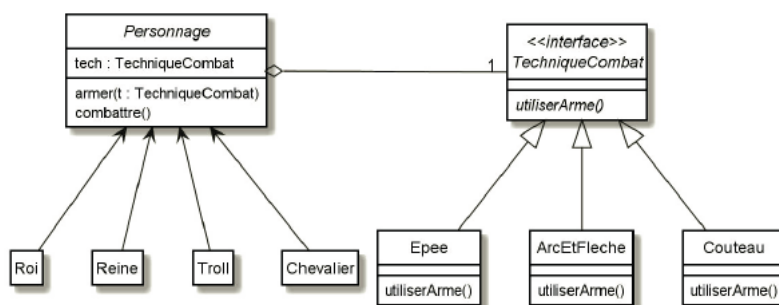 Personnage
tech : TechniqueCombat
armer(t : TechniqueCombat)
combattre()
1
<<interface>>
TechniqueCombat
utiliserArme()
Roi
Reine
Troll
Chevalier
Epee
utiliserArme()
ArcEtFleche
utiliserArme()
Couteau
utiliserArme()